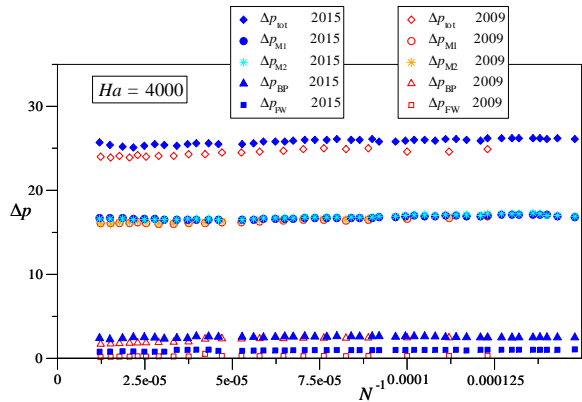 Δp_tot 2015
Δp_M1 2015
Δp_M2 2015
Δp_BP 2015
Δp_FW 2015
Δp_tot 2009
Δp_M1 2009
Δp_M2 2009
Δp_BP 2009
Δp_FW 2009
Ha = 4000
Δp
30
20
10
0
0 2.5e-05 5e-05 7.5e-05 0.0001 0.000125
N⁻¹